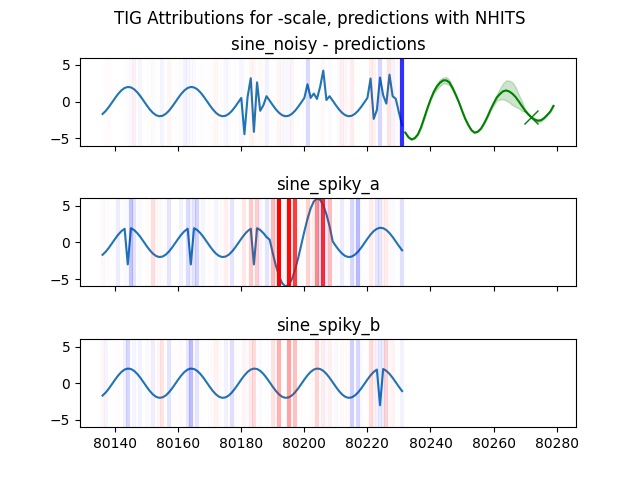 TIG Attributions for -scale, predictions with NHITS
sine_noisy - predictions
5
0
−5
sine_spiky_a
5
0
−5
sine_spiky_b
5
0
−5
80140 80160 80180 80200 80220 80240 80260 80280